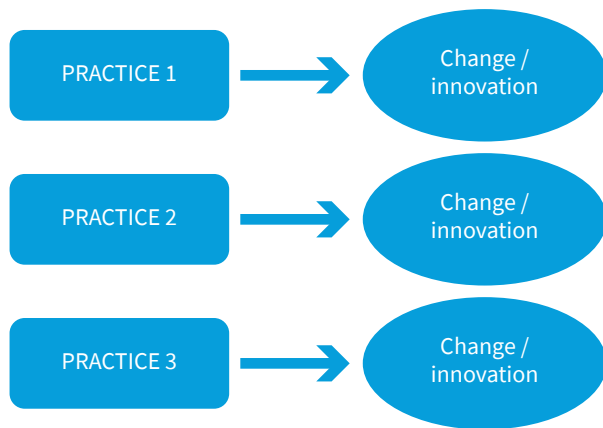 PRACTICE 1
Change /
innovation
PRACTICE 2
Change /
innovation
PRACTICE 3
Change /
innovation